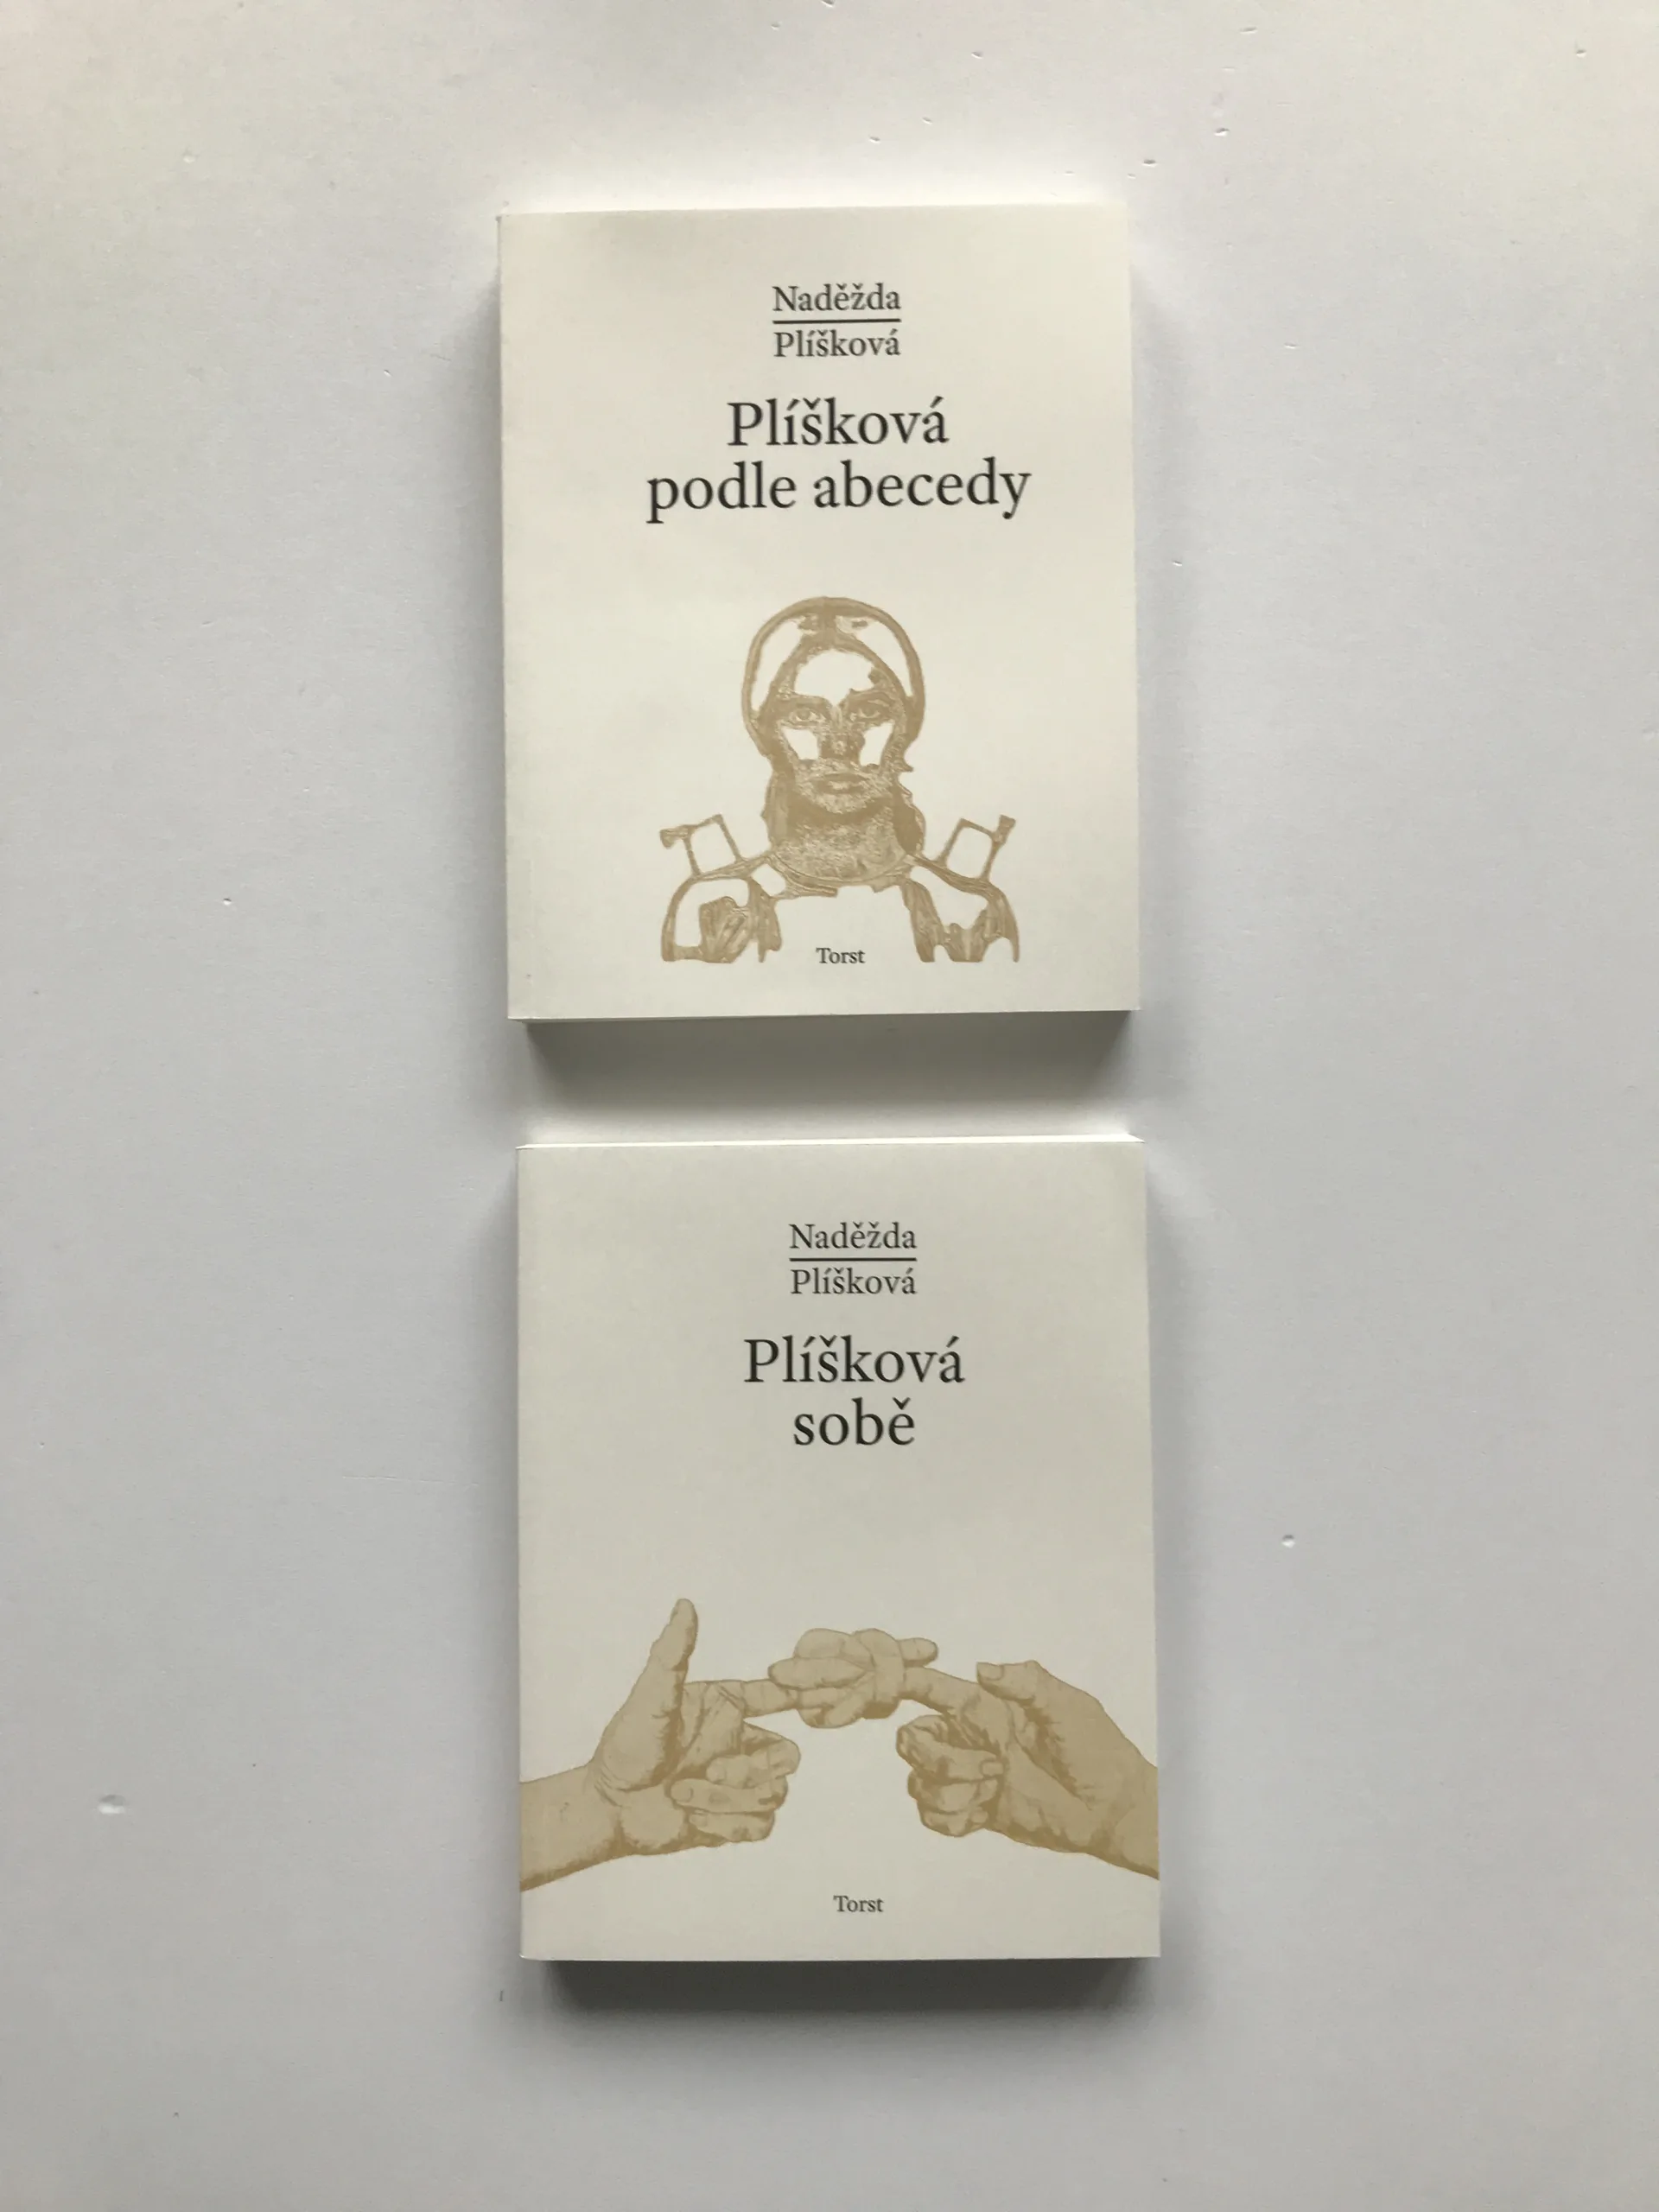 Naděžda
Plíšková
Plíšková
podle abecedy
Torst
Naděžda
Plíšková
Plíšková
sobě
Torst